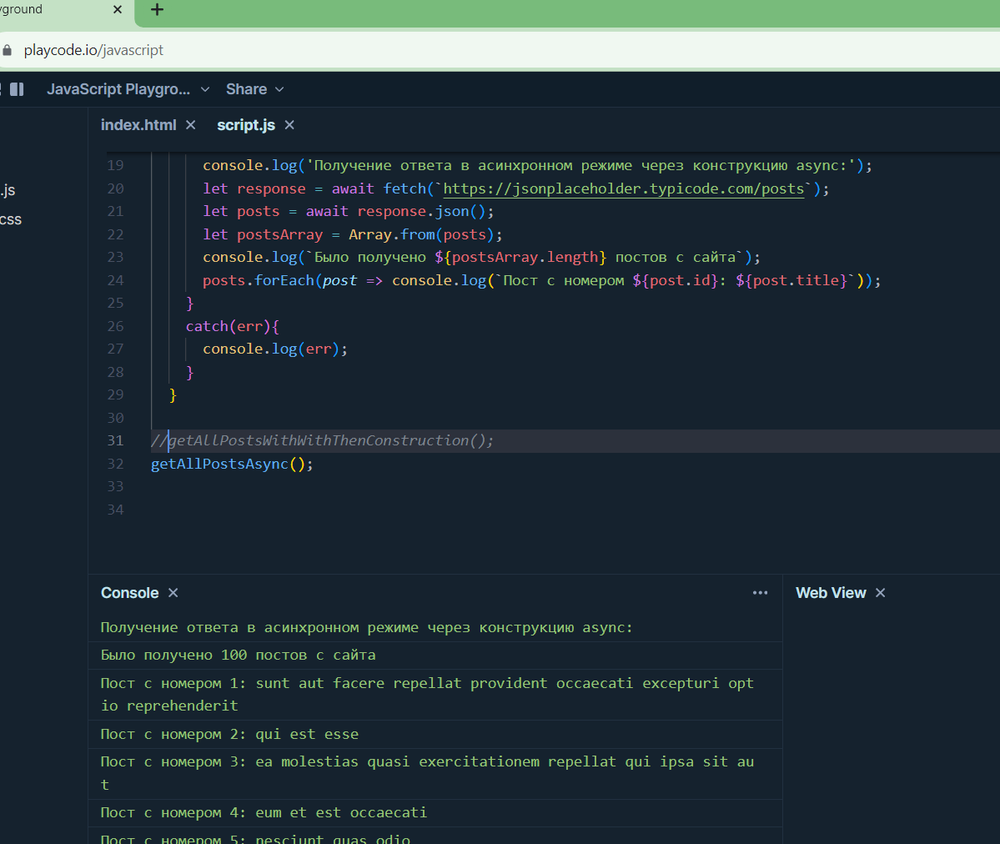 yground
playcode.io/javascript
JavaScript Playgro... Share
index.html script.js
.js
css
19 console.log('Получение ответа в асинхронном режиме через конструкцию async:');
20 let response = await fetch(`https://jsonplaceholder.typicode.com/posts`);
21 let posts = await response.json();
22 let postsArray = Array.from(posts);
23 console.log(`Было получено ${postsArray.length} постов с сайта`);
24 posts.forEach(post => console.log(`Пост с номером ${post.id}: ${post.title}`));
25 }
26 catch(err){
27 console.log(err);
28 }
29 }
30
31 //getAllPostsWithWithThenConstruction();
32 getAllPostsAsync();
33
34
Console ••• Web View
Получение ответа в асинхронном режиме через конструкцию async:
Было получено 100 постов с сайта
Пост с номером 1: sunt aut facere repellat provident occaecati excepturi opt
io reprehenderit
Пост с номером 2: qui est esse
Пост с номером 3: ea molestias quasi exercitationem repellat qui ipsa sit au
t
Пост с номером 4: eum et est occaecati
Пост с номером 5: nesciunt quas odio